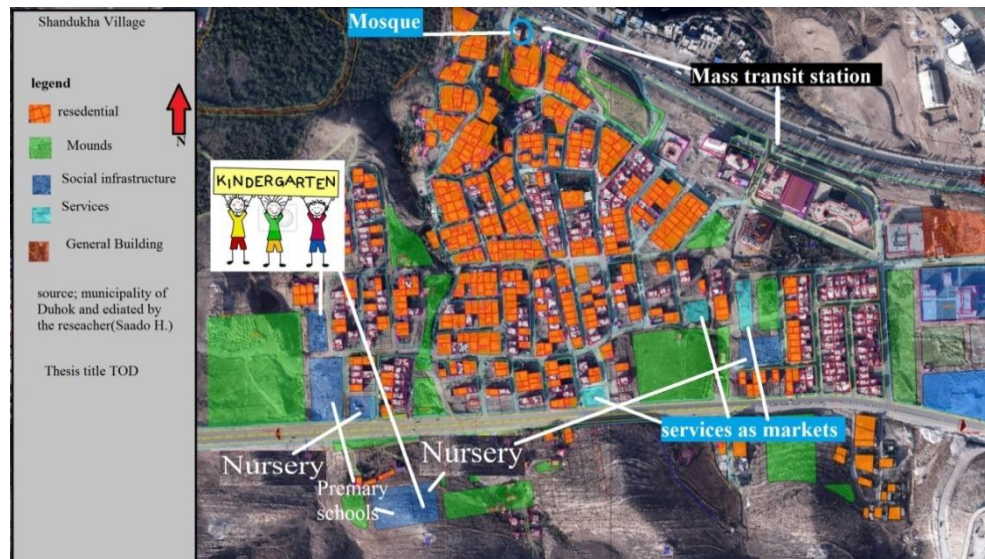 Shandukha Village
legend
resedential
N
Mounds
Social infrastructure
Services
General Building
source; municipality of
Duhok and ediated by
the reseacher(Saado H.)
Thesis title TOD
Mosque
Mass transit station
KINDERGARTEN
services as markets
Nursery
Nursery
Premary
schools